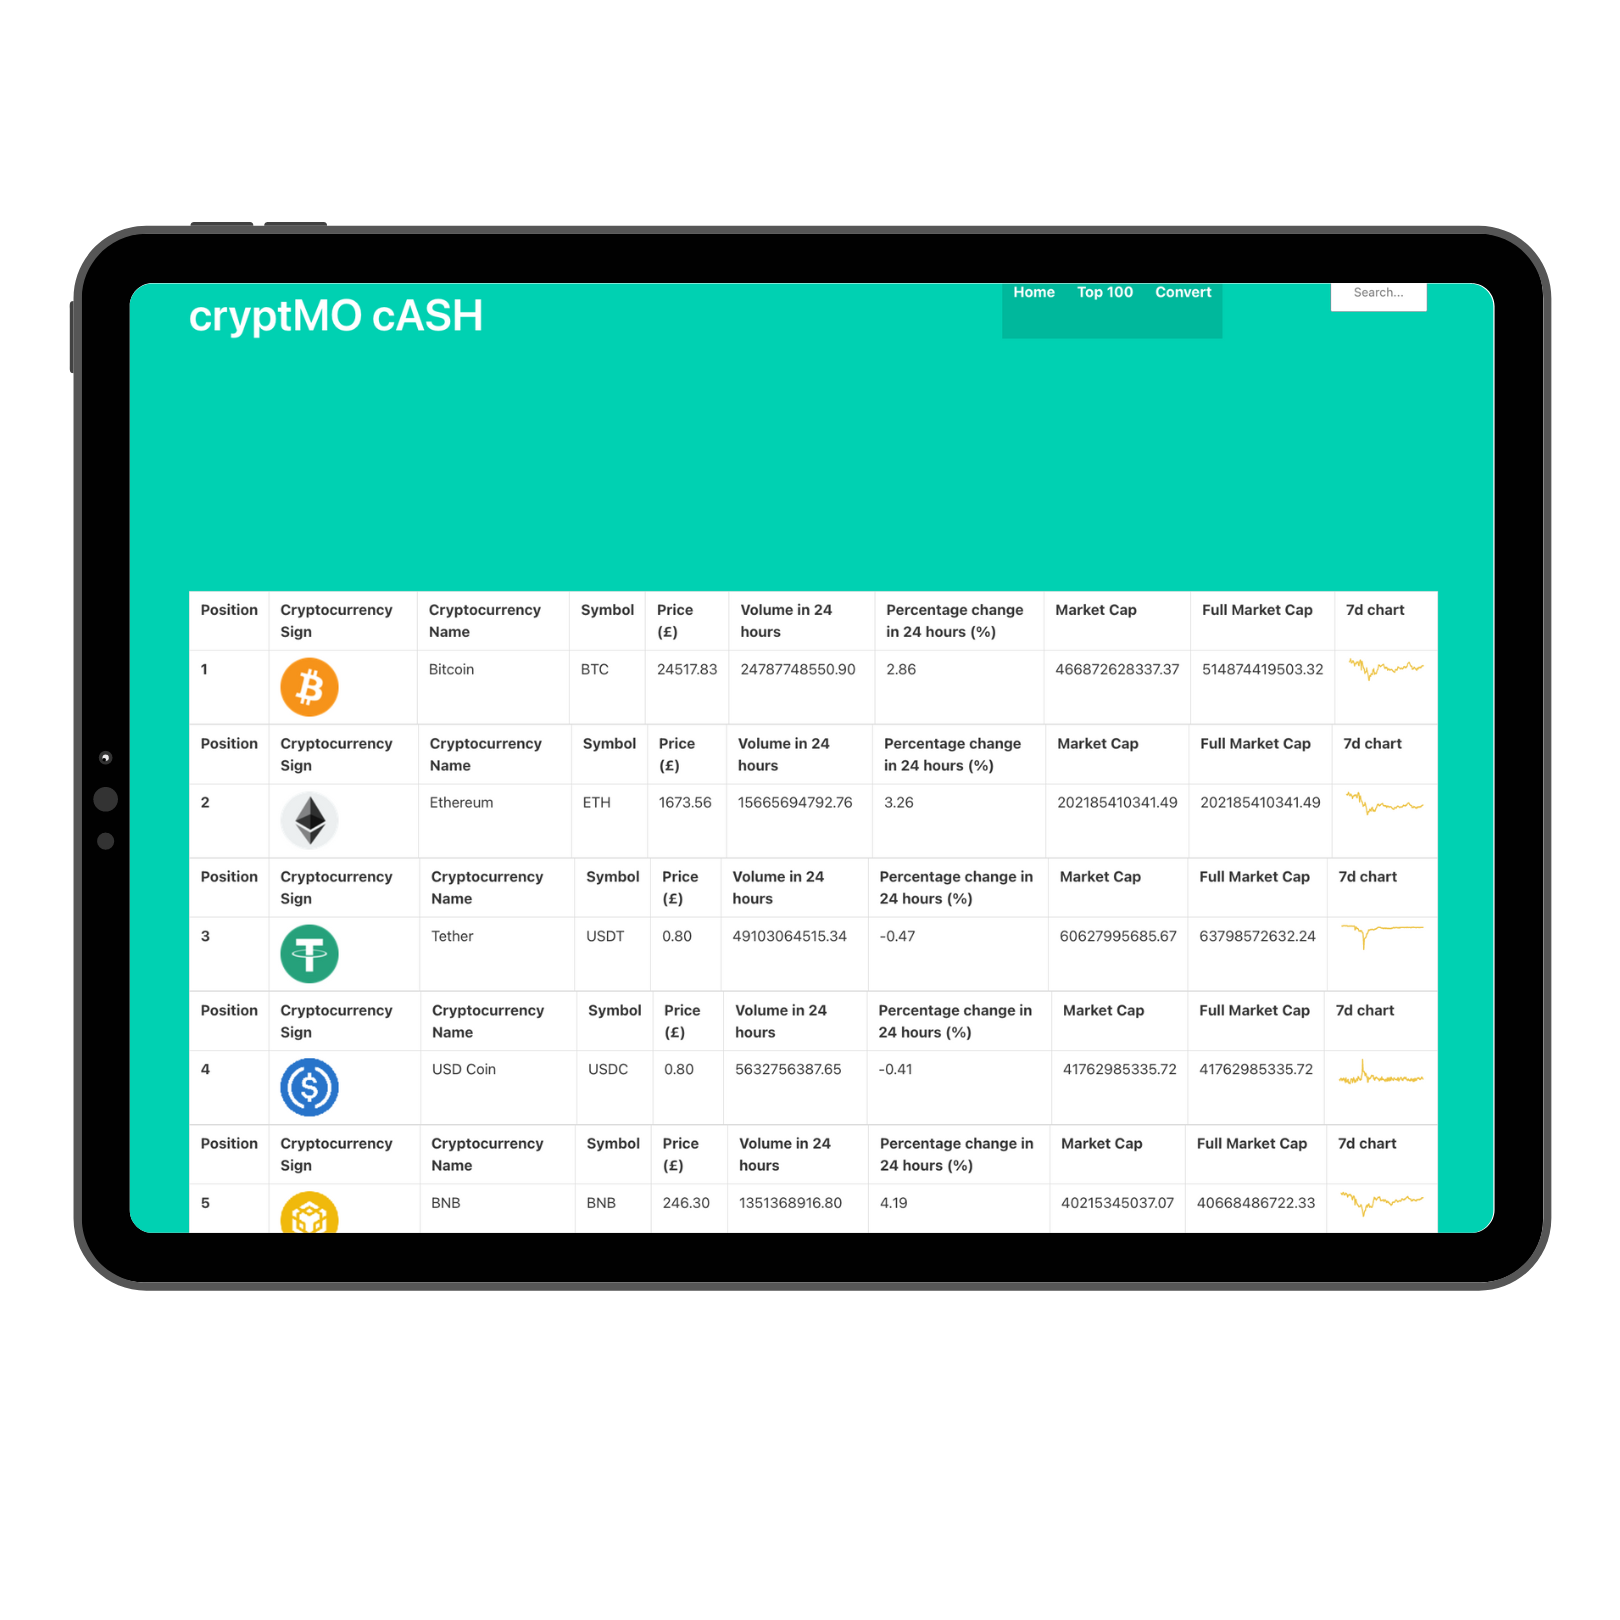 cryptMO cASH
Home Top 100 Convert
Search...
Position Cryptocurrency Sign Cryptocurrency Name Symbol Price (£) Volume in 24 hours Percentage change in 24 hours (%) Market Cap Full Market Cap 7d chart
1 Bitcoin BTC 24517.83 24787748550.90 2.86 466872628337.37 514874419503.32
Position Cryptocurrency Sign Cryptocurrency Name Symbol Price (£) Volume in 24 hours Percentage change in 24 hours (%) Market Cap Full Market Cap 7d chart
2 Ethereum ETH 1673.56 15665694792.76 3.26 202185410341.49 202185410341.49
Position Cryptocurrency Sign Cryptocurrency Name Symbol Price (£) Volume in 24 hours Percentage change in 24 hours (%) Market Cap Full Market Cap 7d chart
3 Tether USDT 0.80 49103064515.34 -0.47 60627995685.67 63798572632.24
Position Cryptocurrency Sign Cryptocurrency Name Symbol Price (£) Volume in 24 hours Percentage change in 24 hours (%) Market Cap Full Market Cap 7d chart
4 USD Coin USDC 0.80 5632756387.65 -0.41 41762985335.72 41762985335.72
Position Cryptocurrency Sign Cryptocurrency Name Symbol Price (£) Volume in 24 hours Percentage change in 24 hours (%) Market Cap Full Market Cap 7d chart
5 BNB BNB 246.30 1351368916.80 4.19 40215345037.07 40668486722.33